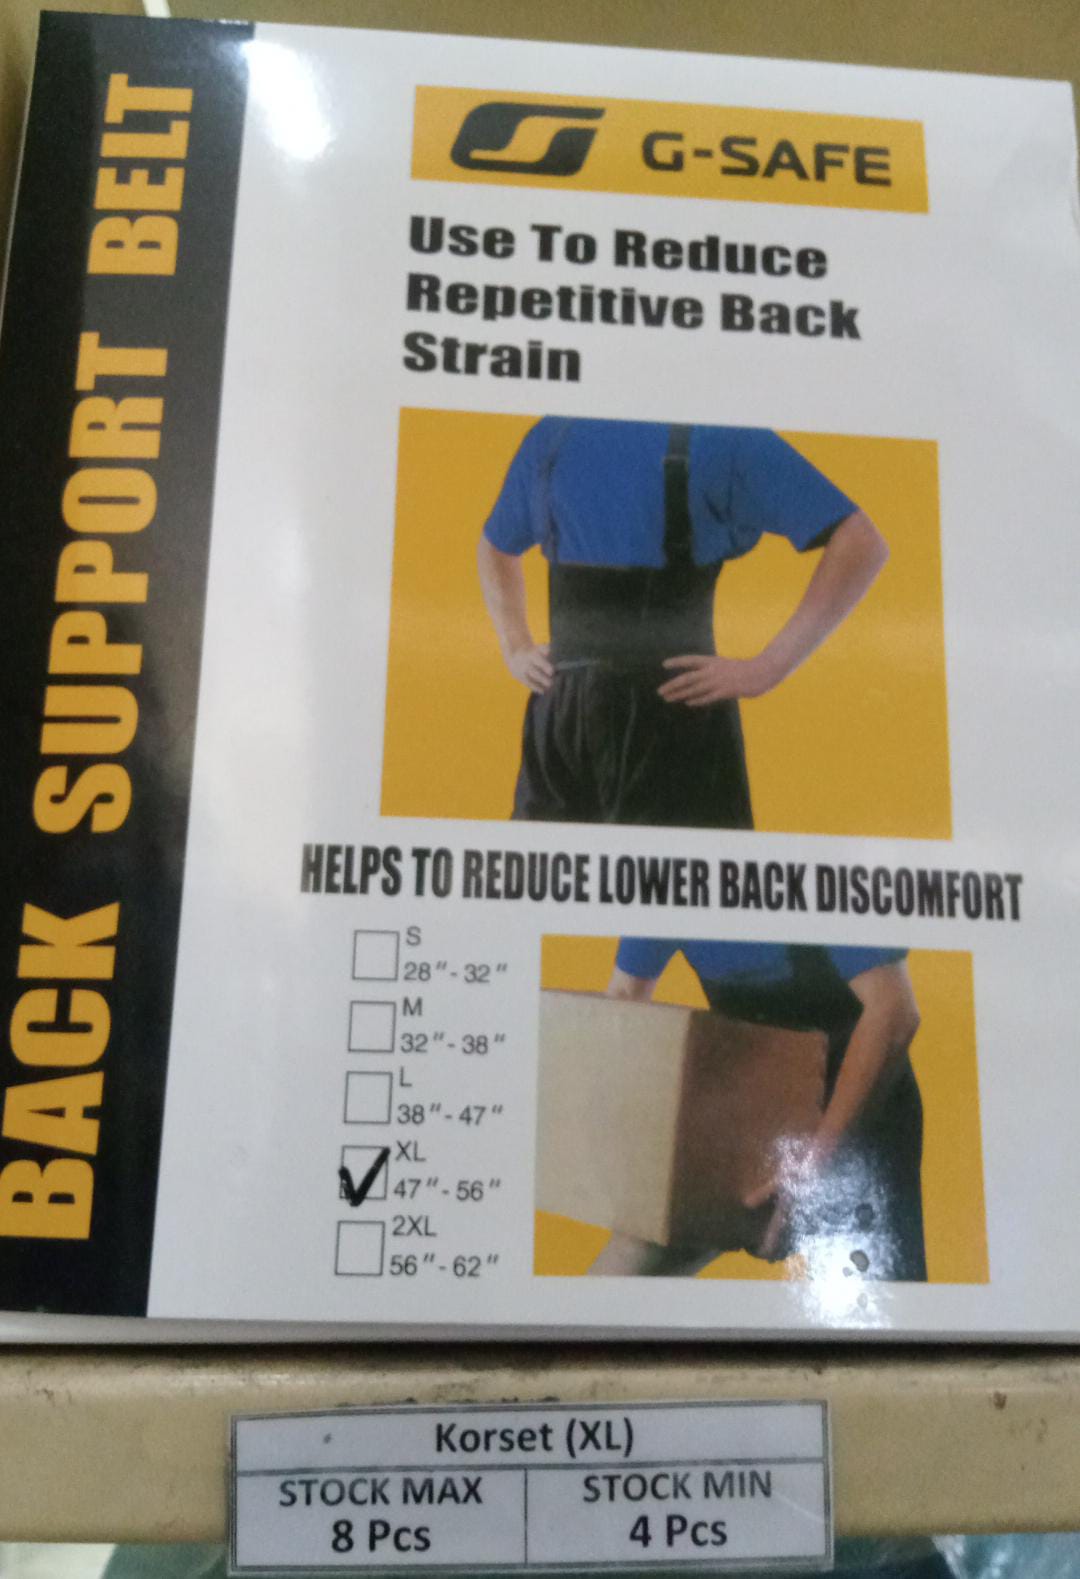 BACK SUPPORT BELT
G-SAFE
Use To Reduce
Repetitive Back
Strain
HELPS TO REDUCE LOWER BACK DISCOMFORT
S
28"-32"
M
32"-38"
L
38"-47"
XL
47"-56"
2XL
56"-62"
Korset (XL)
STOCK MAX STOCK MIN
8 Pcs 4 Pcs